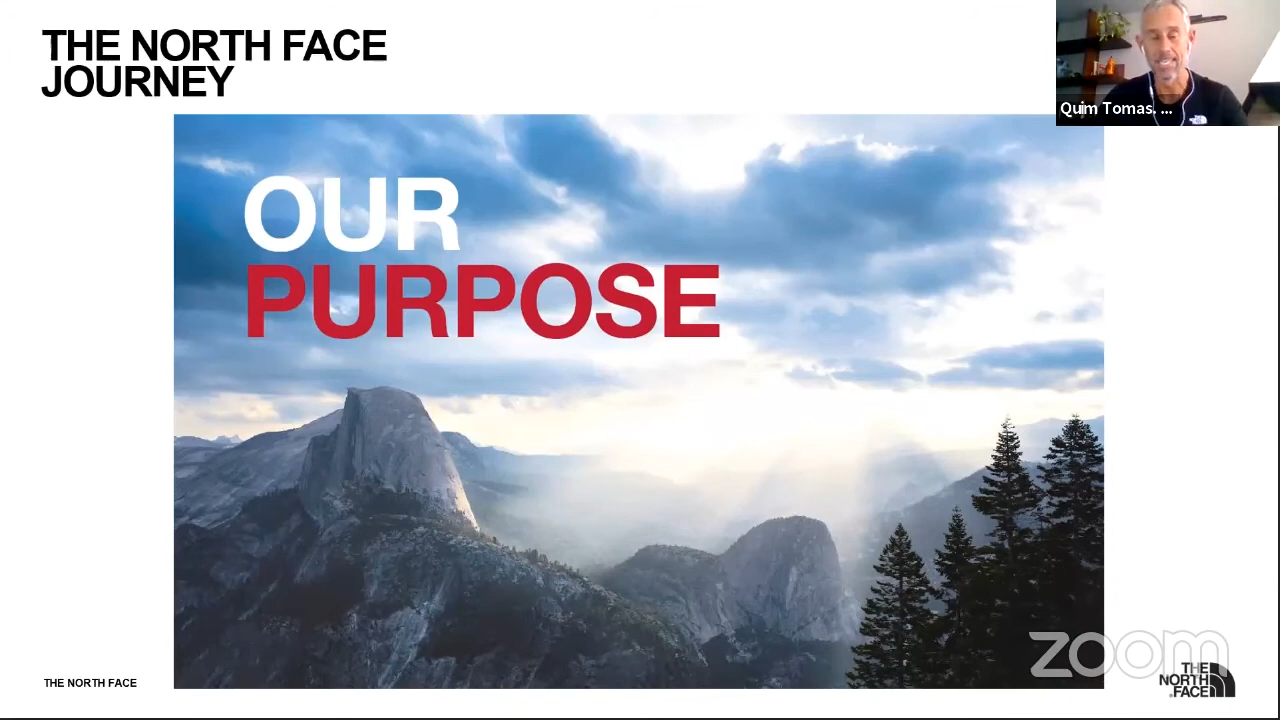 THE NORTH FACE
JOURNEY
Quim Tomas. ...
OUR
PURPOSE
zoom
THE NORTH FACE
THE
NORTH
FACE